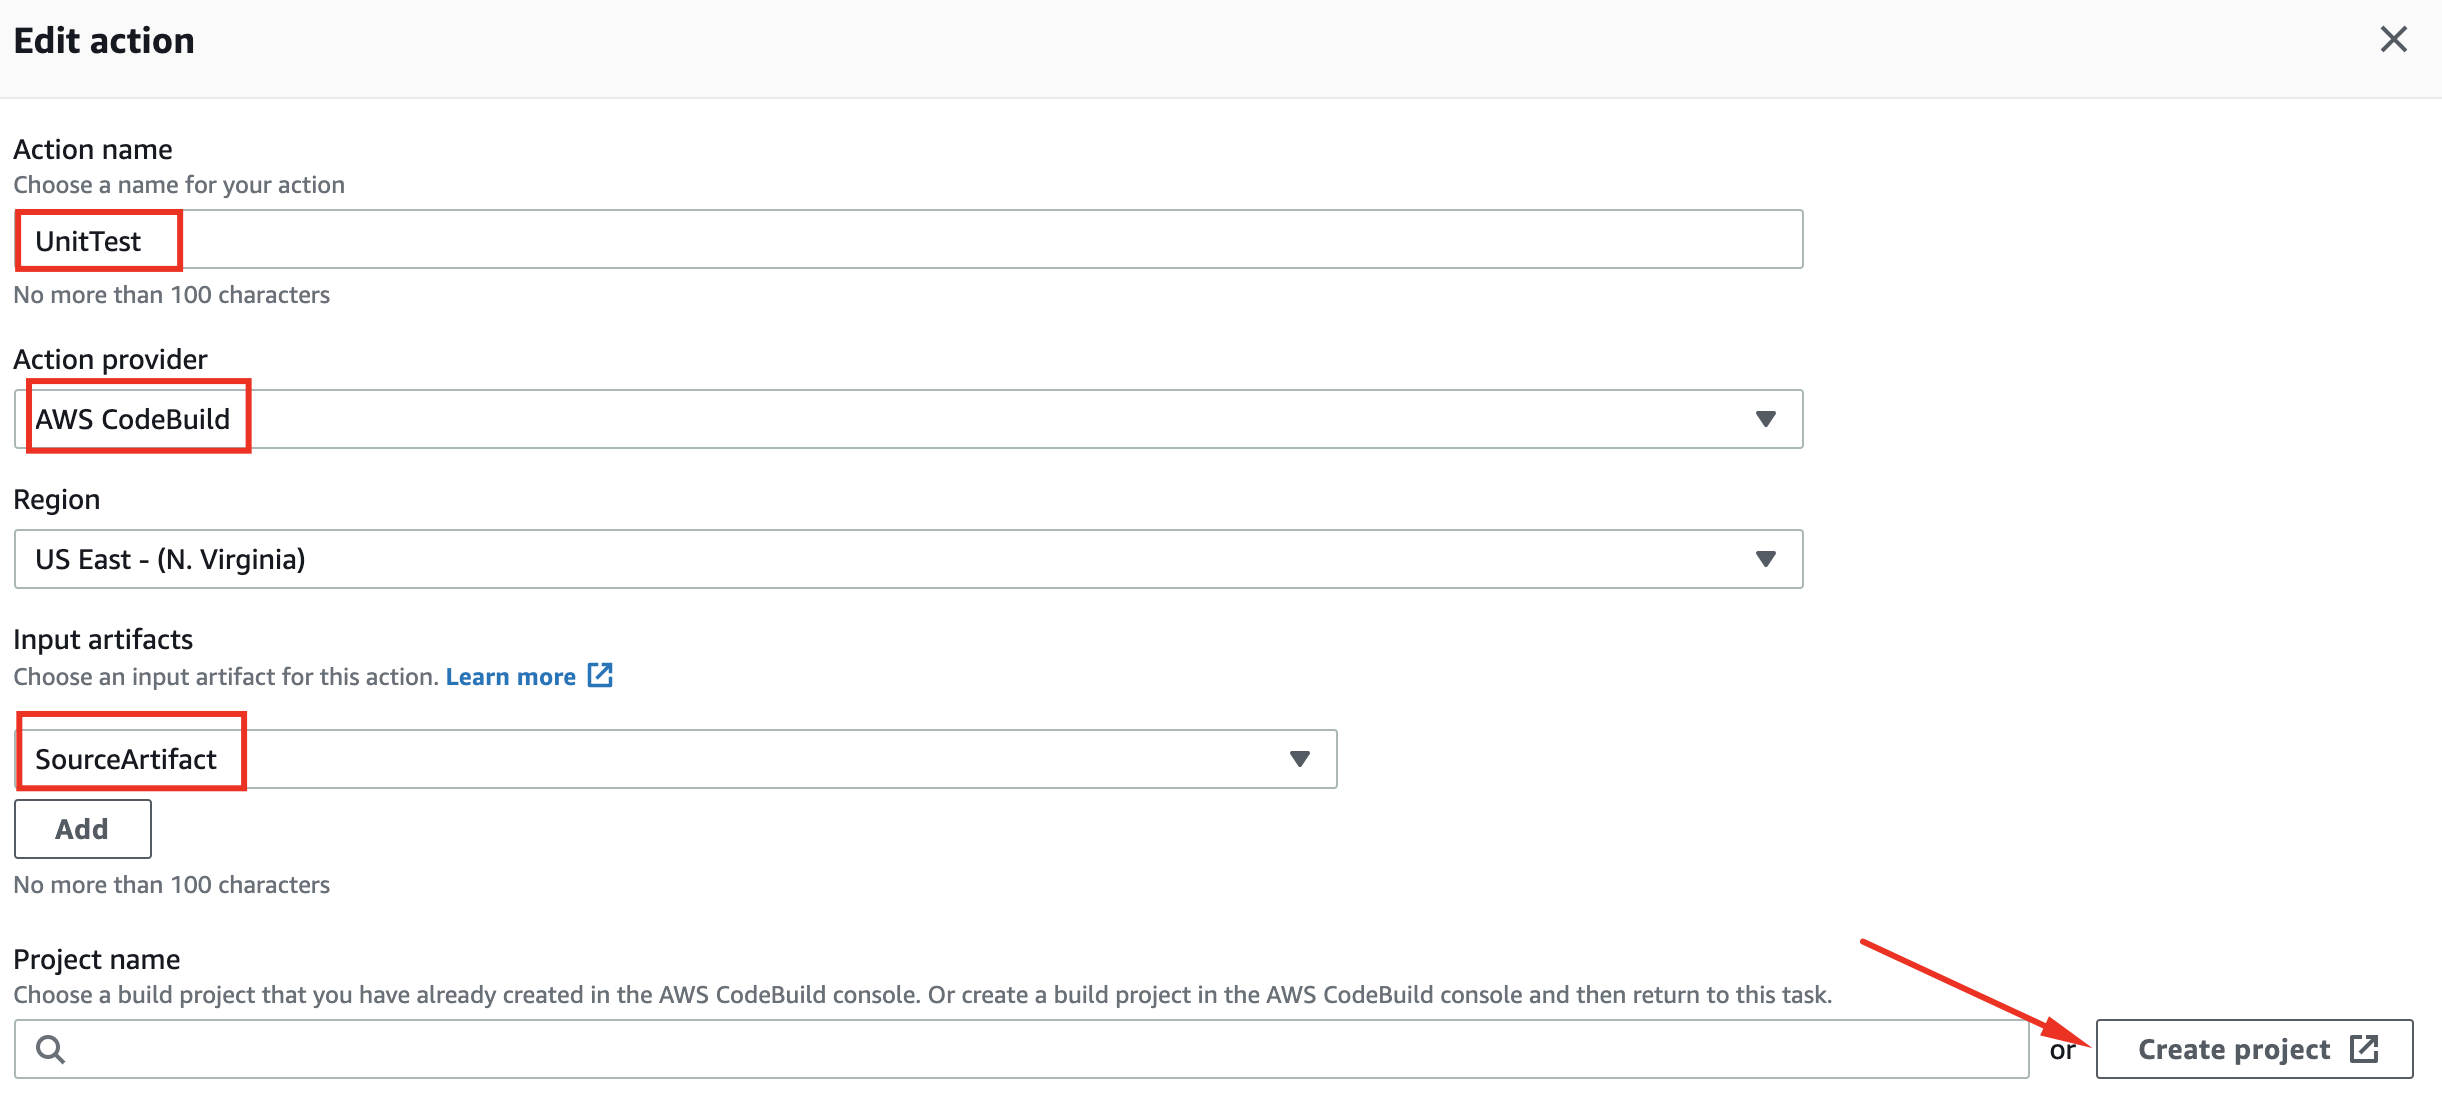 Edit action
Action name
Choose a name for your action
UnitTest
No more than 100 characters
Action provider
AWS CodeBuild
Region
US East - (N. Virginia)
Input artifacts
Choose an input artifact for this action. Learn more
SourceArtifact
Add
No more than 100 characters
Project name
Choose a build project that you have already created in the AWS CodeBuild console. Or create a build project in the AWS CodeBuild console and then return to this task.
or Create project